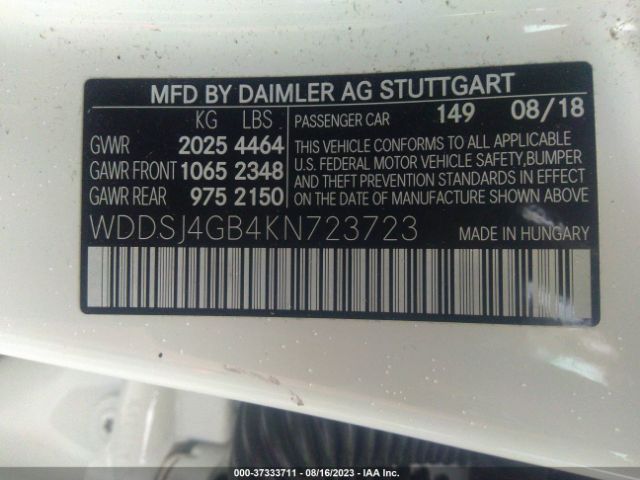 MFD BY DAIMLER AG STUTTGART
KG LBS PASSENGER CAR 149 08/18
GVWR 2025 4464
GAWR FRONT 1065 2348
GAWR REAR 975 2150
THIS VEHICLE CONFORMS TO ALL APPLICABLE
U.S. FEDERAL MOTOR VEHICLE SAFETY,BUMPER
AND THEFT PREVENTION STANDARDS IN EFFECT
ON THE DATE OF MANUFACTURE SHOWN ABOVE
WDDSJ4GB4KN723723 MADE IN HUNGARY
000-37333711 - 08/16/2023 - IAA Inc.